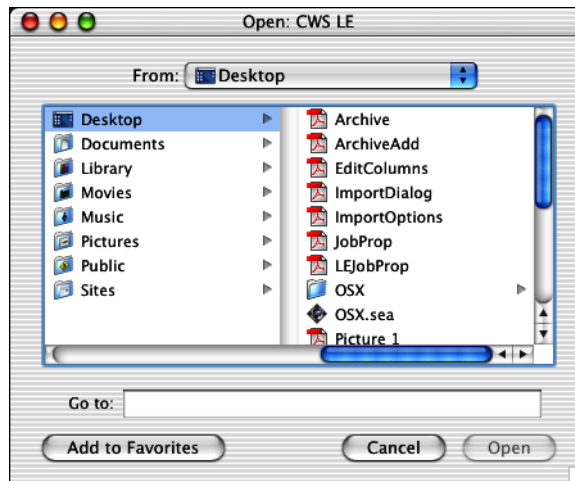 Open: CWS LE
From: Desktop
Desktop
Documents
Library
Movies
Music
Pictures
Public
Sites
Archive
ArchiveAdd
EditColumns
ImportDialog
ImportOptions
JobProp
LEJobProp
OSX
OSX.sea
Picture 1
Go to:
Add to Favorites
Cancel
Open